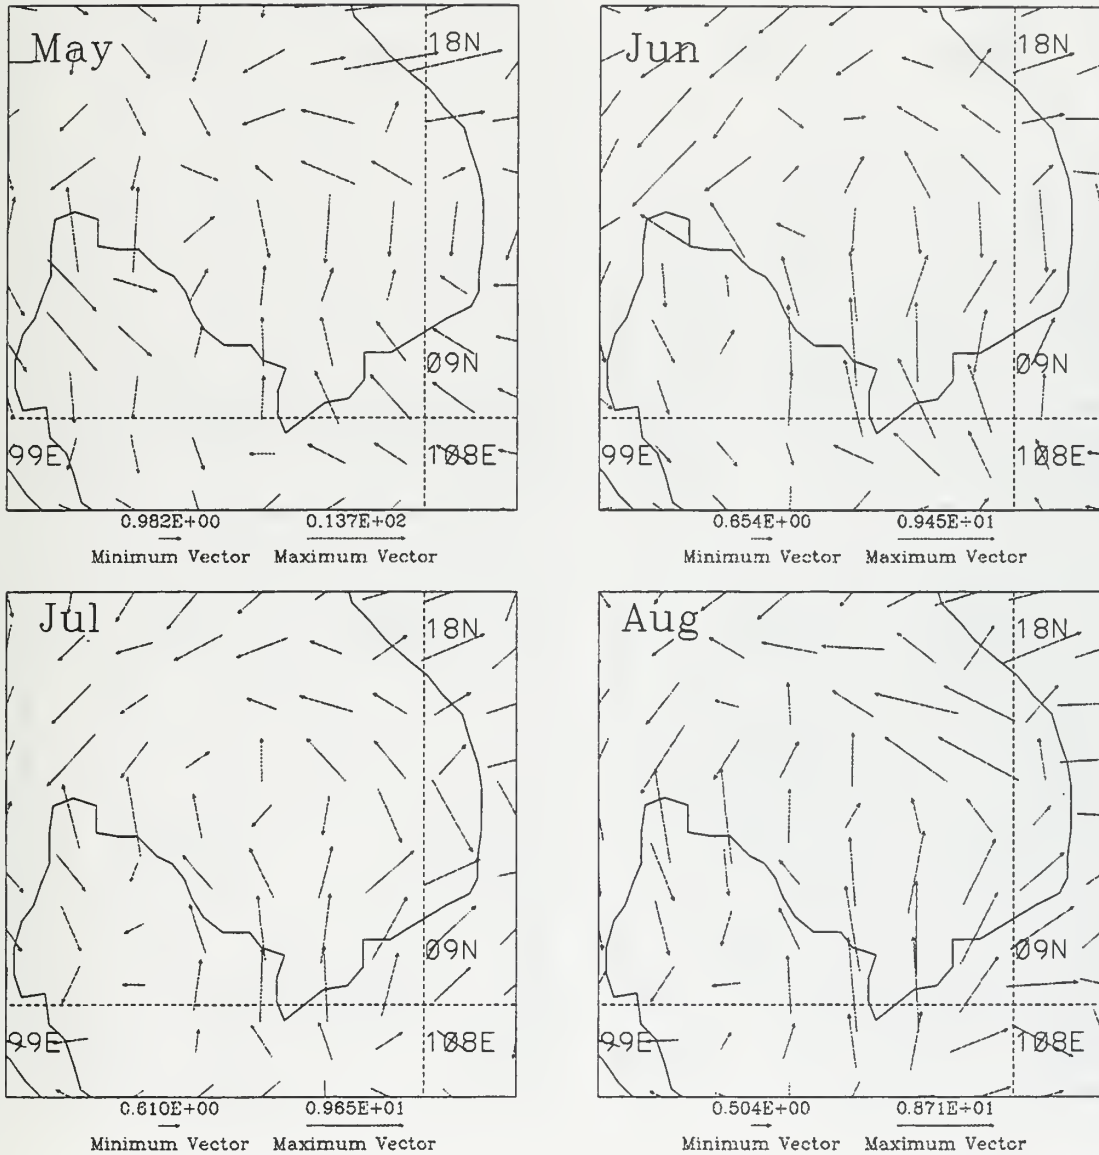 May
18N
09N
99E
108E
0.982E+00 0.137E+02
Minimum Vector Maximum Vector
Jun
18N
09N
99E
108E
0.654E+00 0.945E+01
Minimum Vector Maximum Vector
Jul
18N
09N
99E
108E
0.810E+00 0.965E+01
Minimum Vector Maximum Vector
Aug
18N
09N
99E
108E
0.504E+00 0.871E+01
Minimum Vector Maximum Vector